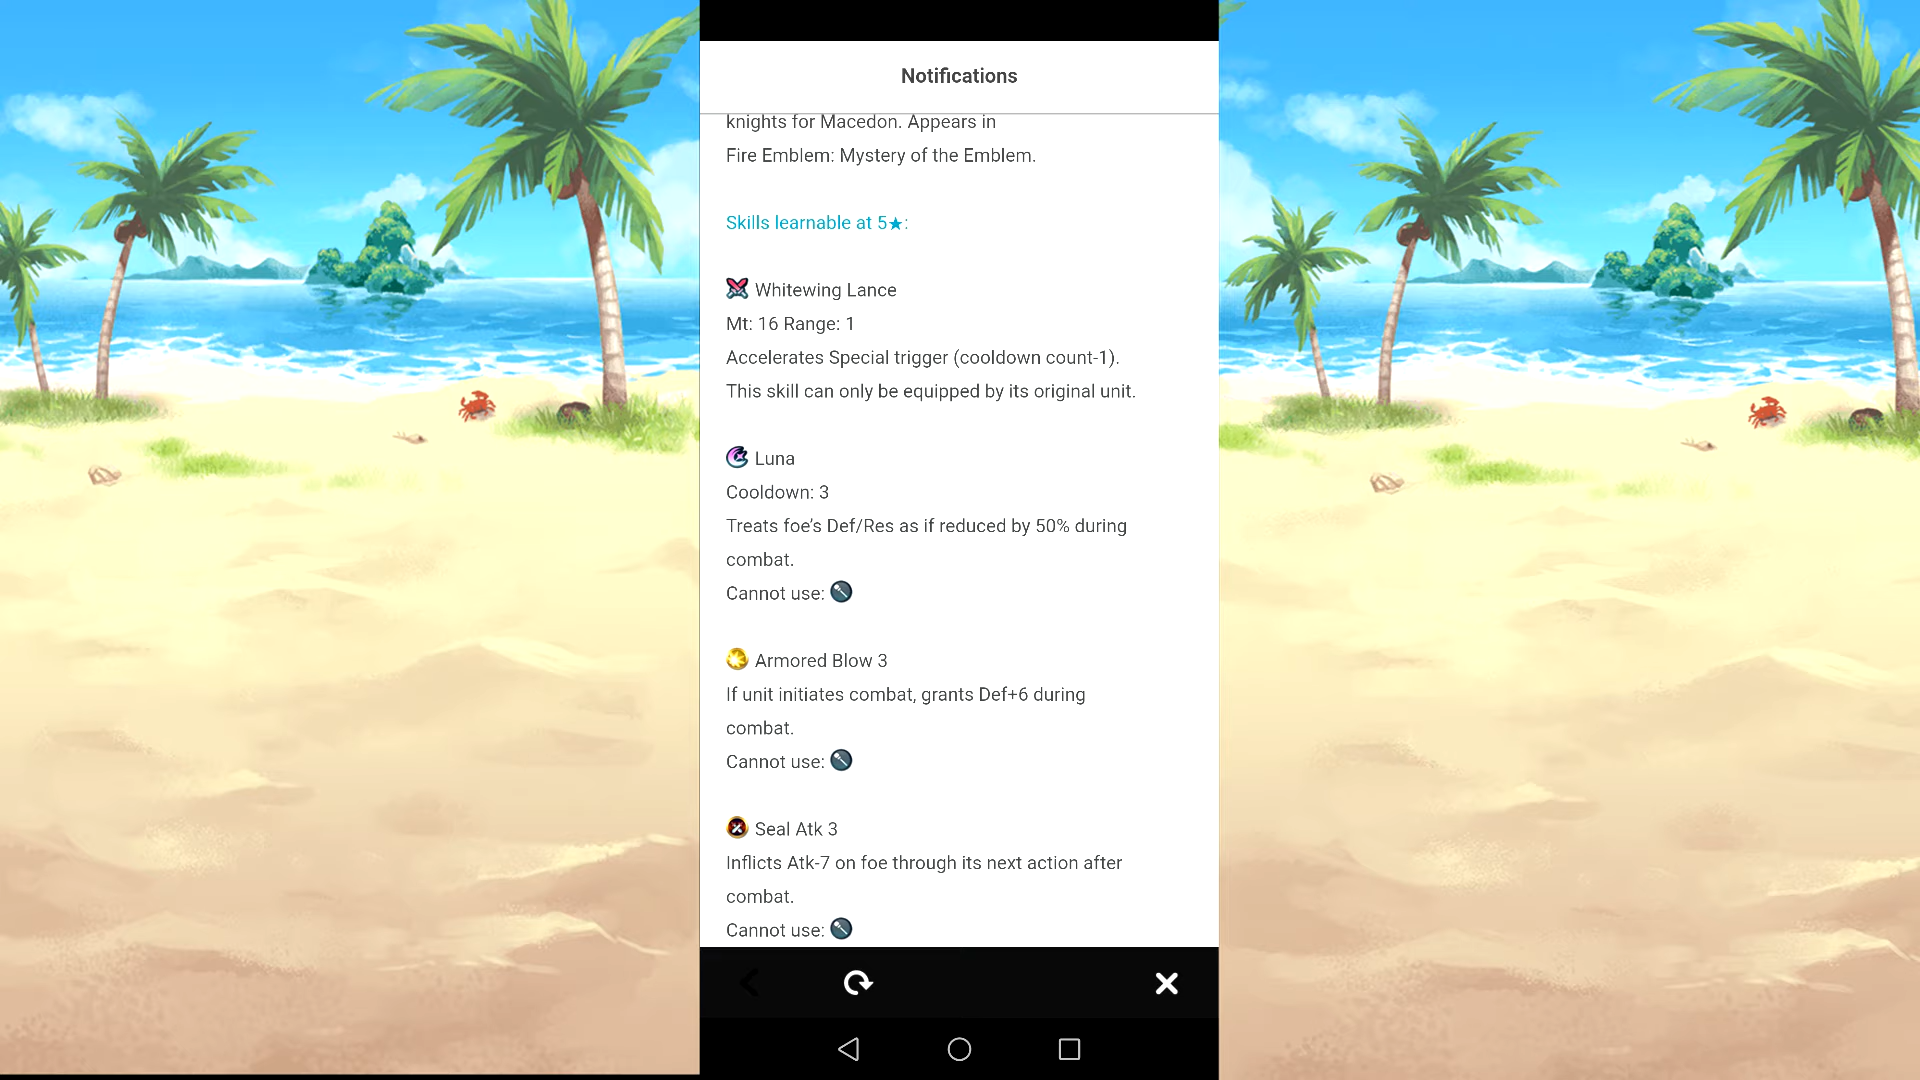 Notifications
knights for Macedon. Appears in
Fire Emblem: Mystery of the Emblem.
Skills learnable at 5★:
Whitewing Lance
Mt: 16 Range: 1
Accelerates Special trigger (cooldown count-1).
This skill can only be equipped by its original unit.
Luna
Cooldown: 3
Treats foe's Def/Res as if reduced by 50% during
combat.
Cannot use:
Armored Blow 3
If unit initiates combat, grants Def+6 during
combat.
Cannot use:
Seal Atk 3
Inflicts Atk-7 on foe through its next action after
combat.
Cannot use: